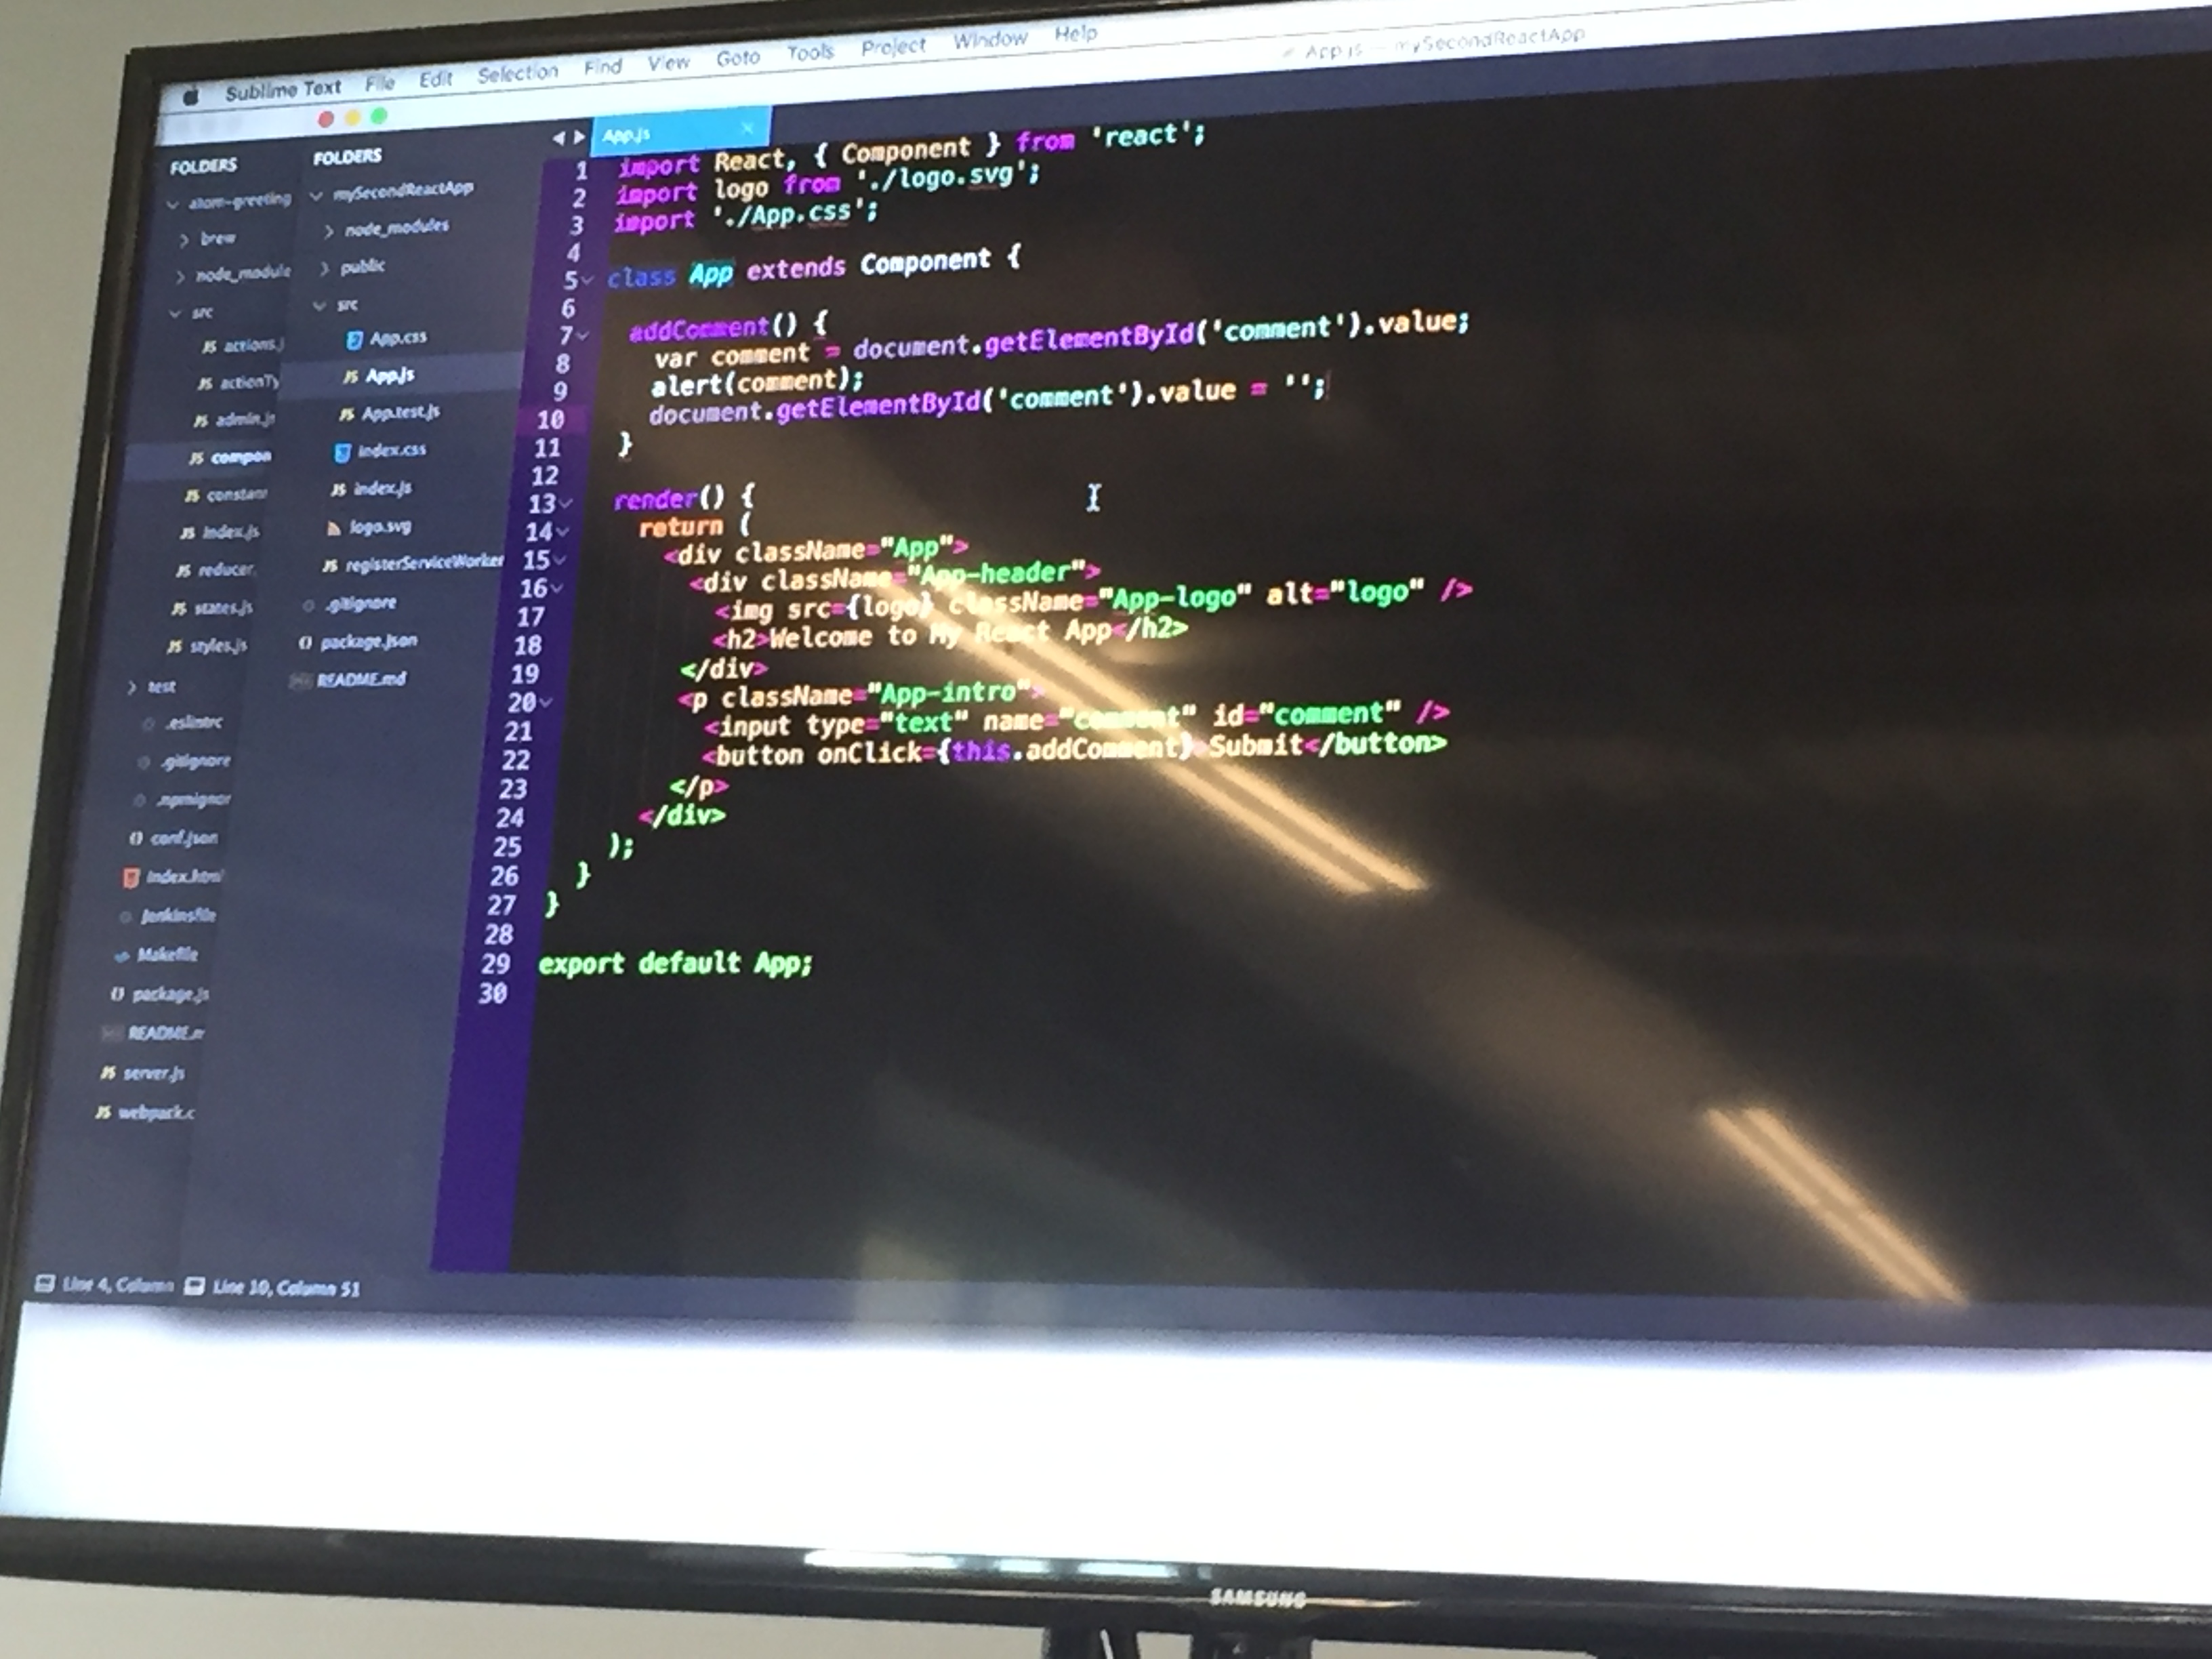 Sublime Text File Edit Selection Find View Goto Tools Project Window Help
App.js — mySecondReactApp
FOLDERS
atom-greeting
brew
node_module
src
actions.j
actionTy
admin.js
compon
constan
index.js
reducer.
states.js
styles.js
test
.eslintrc
.gitignore
.npmignor
conf.json
index.html
Jenkinsfile
Makefile
package.js
README.m
server.js
webpack.c
Line 4, Column
FOLDERS
mySecondReactApp
node_modules
public
src
App.css
App.js
App.test.js
index.css
index.js
logo.svg
registerServiceWorker
.gitignore
package.json
README.md
Line 10, Column 51
App.js
1 import React, { Component } from 'react';
2 import logo from './logo.svg';
3 import './App.css';
4
5 class App extends Component {
6
7 addComment() {
8 var comment = document.getElementById('comment').value;
9 alert(comment);
10 document.getElementById('comment').value = '';
11 }
12
13 render() {
14 return (
15 <div className="App">
16 <div className="App-header">
17 <img src={logo} className="App-logo" alt="logo" />
18 <h2>Welcome to My React App</h2>
19 </div>
20 <p className="App-intro">
21 <input type="text" name="comment" id="comment" />
22 <button onClick={this.addComment}>Submit</button>
23 </p>
24 </div>
25 );
26 }
27 }
28
29 export default App;
30
SAMSUNG